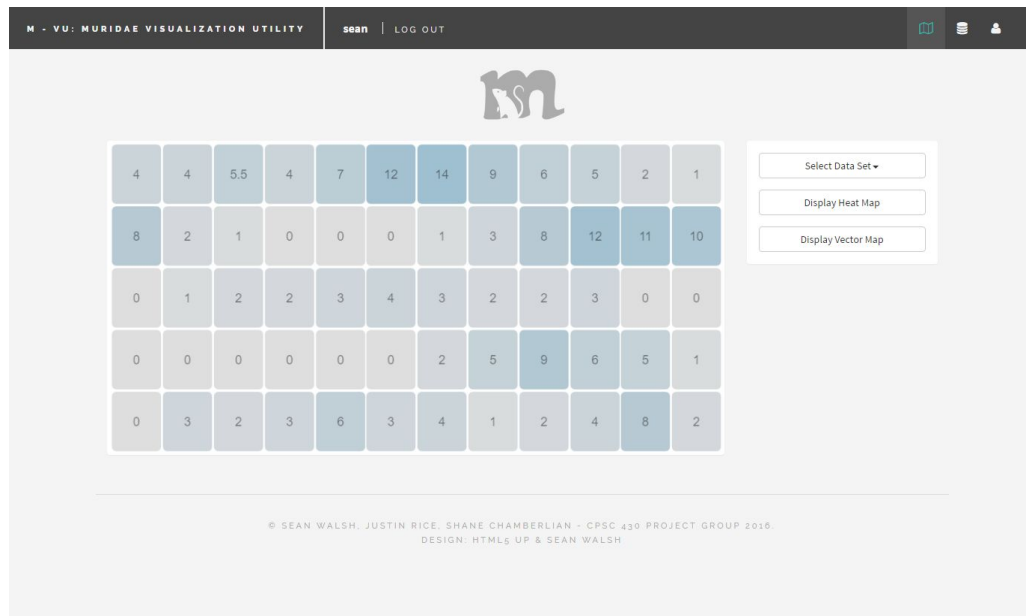 M - VU: MURIDAE VISUALIZATION UTILITY sean LOG OUT
m
4 4 5.5 4 7 12 14 9 6 5 2 1
8 2 1 0 0 0 1 3 8 12 11 10
0 1 2 2 3 4 3 2 2 3 0 0
0 0 0 0 0 0 2 5 9 6 5 1
0 3 2 3 6 3 4 1 2 4 8 2
Select Data Set
Display Heat Map
Display Vector Map
© SEAN WALSH, JUSTIN RICE, SHANE CHAMBERLIAN - CPSC 430 PROJECT GROUP 2016.
DESIGN: HTML5 UP & SEAN WALSH